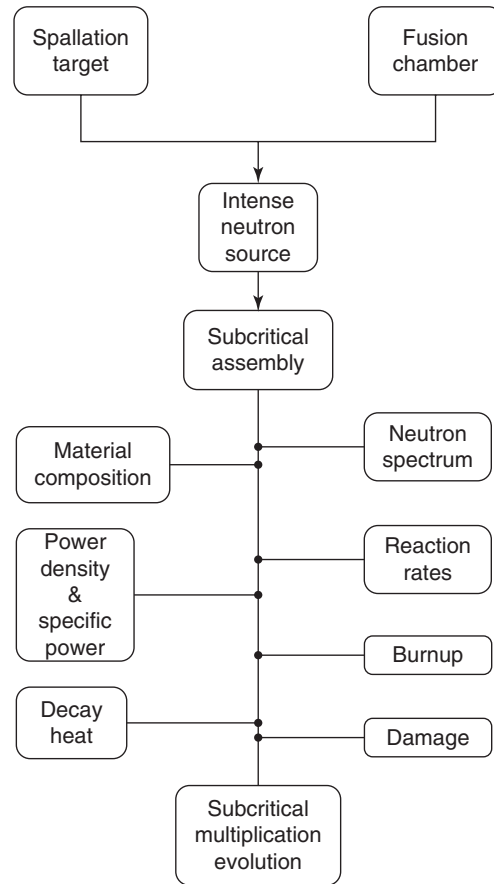 Spallation
target
Fusion
chamber
Intense
neutron
source
Subcritical
assembly
Neutron
spectrum
Material
composition
Reaction
rates
Power
density
&
specific
power
Burnup
Decay
heat
Damage
Subcritical
multiplication
evolution